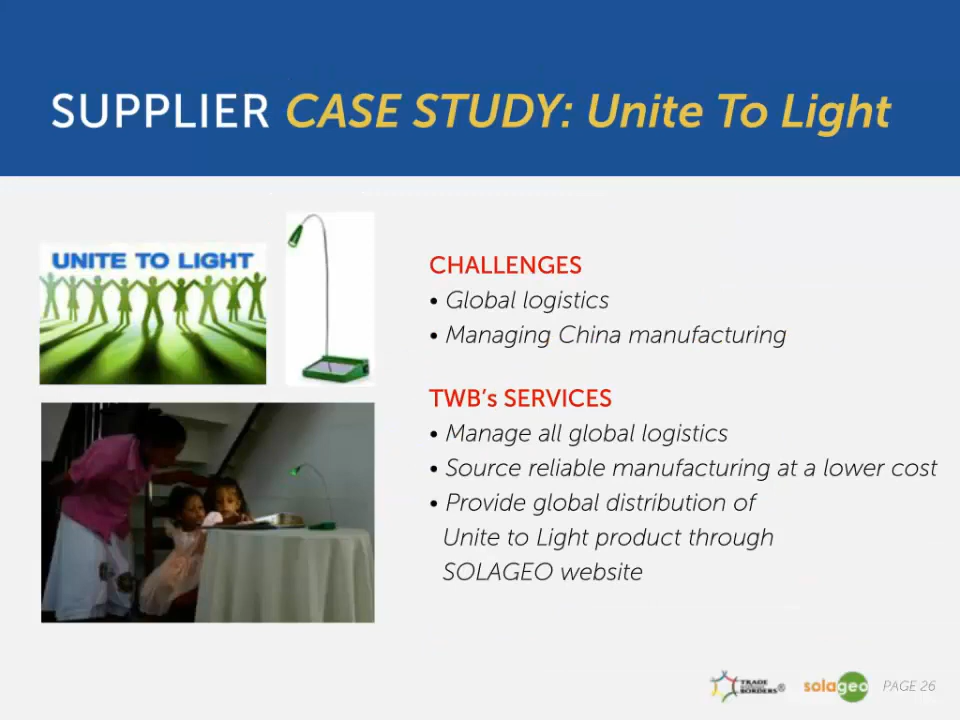 SUPPLIER CASE STUDY: Unite To Light
UNITE TO LIGHT
CHALLENGES
• Global logistics
• Managing China manufacturing
TWB's SERVICES
• Manage all global logistics
• Source reliable manufacturing at a lower cost
• Provide global distribution of
Unite to Light product through
SOLAGEO website
TRADE
BORDERS®
solageo
PAGE 26